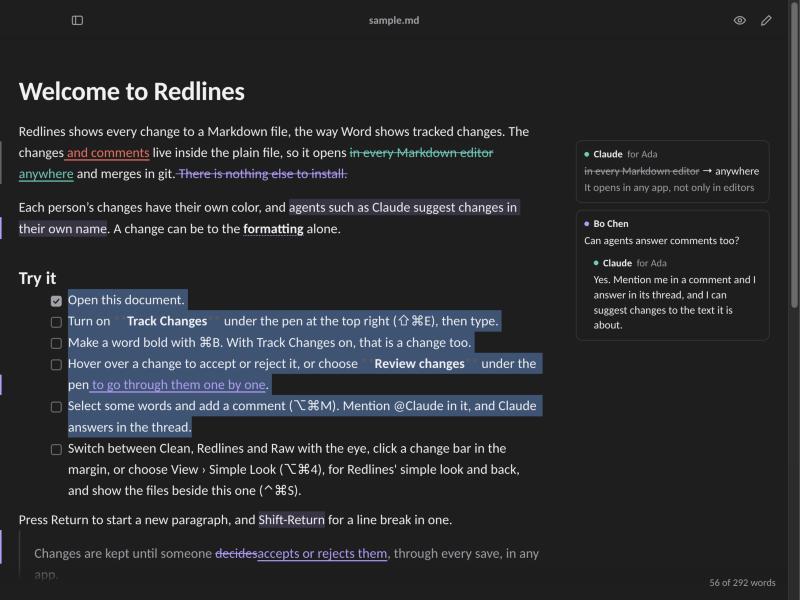 sample.md
Welcome to Redlines
Redlines shows every change to a Markdown file, the way Word shows tracked changes. The
changes and comments live inside the plain file, so it opens in every Markdown editor
anywhere and merges in git. There is nothing else to install.
Each person’s changes have their own color, and agents such as Claude suggest changes in
their own name. A change can be to the formatting alone.
Try it
Open this document.
Turn on **Track Changes** under the pen at the top right (⇧⌘E), then type.
Make a word bold with ⌘B. With Track Changes on, that is a change too.
Hover over a change to accept or reject it, or choose **Review changes** under the
pen to go through them one by one.
Select some words and add a comment (⌥⌘M). Mention @Claude in it, and Claude
answers in the thread.
Switch between Clean, Redlines and Raw with the eye, click a change bar in the
margin, or choose View › Simple Look (⌥⌘4), for Redlines' simple look and back,
and show the files beside this one (^⌘S).
Press Return to start a new paragraph, and Shift-Return for a line break in one.
Changes are kept until someone decidesaccepts or rejects them, through every save, in any
app.
Claude for Ada
in every Markdown editor → anywhere
It opens in any app, not only in editors
Bo Chen
Can agents answer comments too?
Claude for Ada
Yes. Mention me in a comment and I
answer in its thread, and I can
suggest changes to the text it is
about.
56 of 292 words